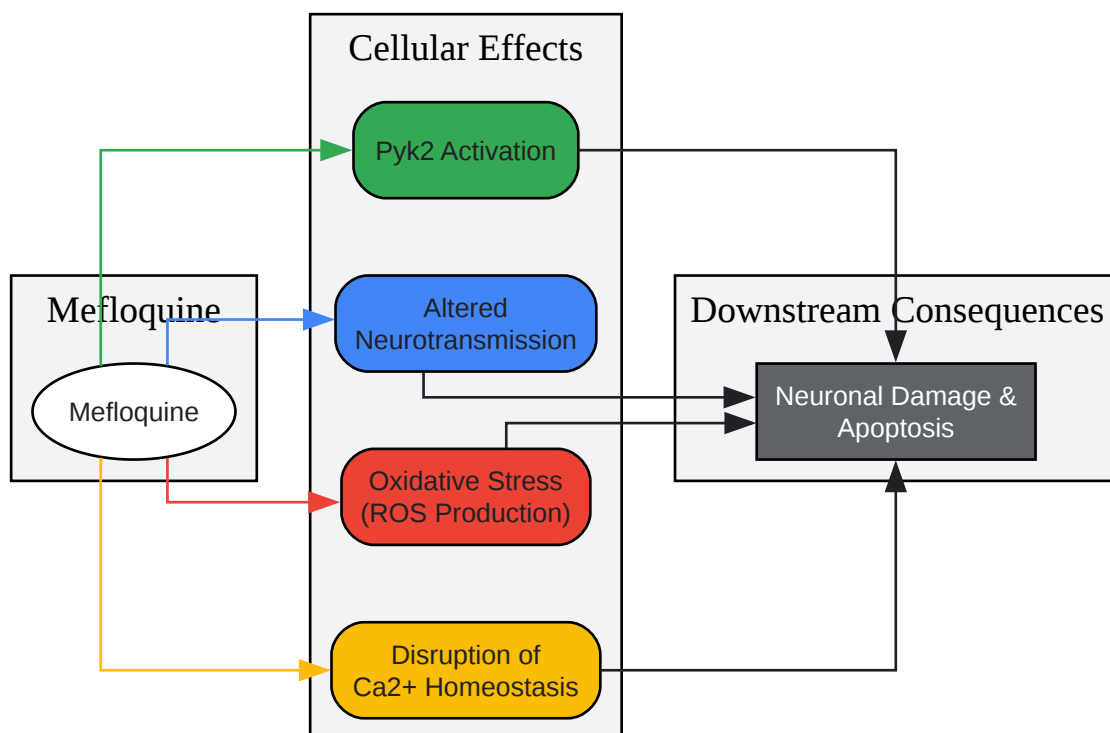 Cellular Effects
Pyk2 Activation
Mefloquine
Altered
Neurotransmission
Downstream Consequences
Mefloquine
Neuronal Damage &
Apoptosis
Oxidative Stress
(ROS Production)
Disruption of
Ca2+ Homeostasis